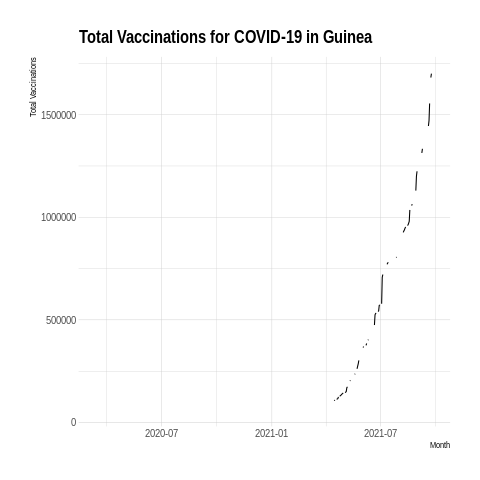 Total Vaccinations for COVID-19 in Guinea
Total Vaccinations
1500000
1000000
500000
0
2020-07 2021-01 2021-07
Month